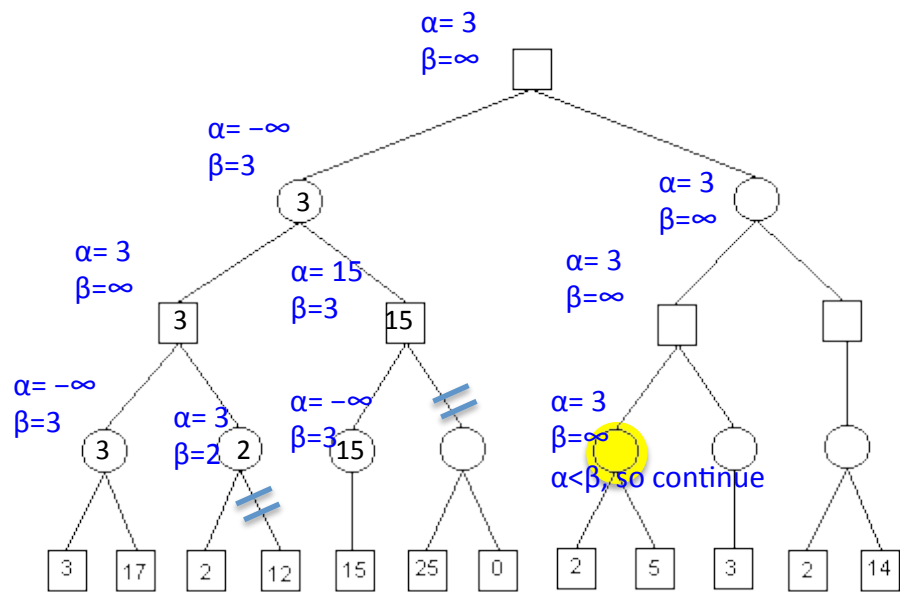 α= 3
β=∞
α= −∞
β=3
3
α= 3
β=∞
α= 3
β=∞
α= 15
β=3
α= 3
β=∞
3
15
α= −∞
β=3
α= 3
β=2
α= −∞
β=3
α= 3
β=∞
3
2
15
α<β, so continue
3
17
2
12
15
25
0
2
5
3
2
14